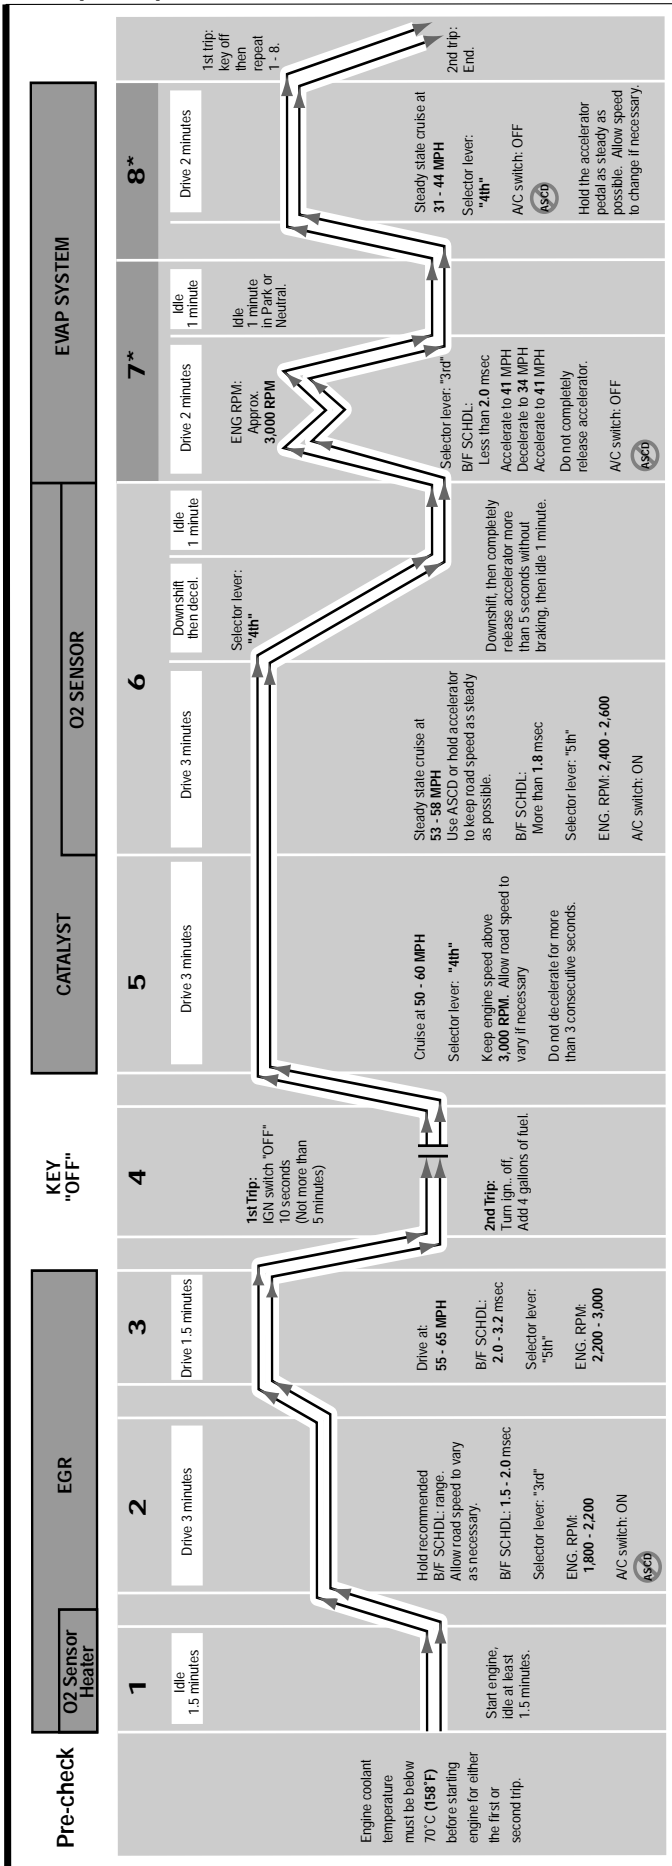 Pre-check
O2 Sensor
Heater
EGR
KEY
"OFF"
CATALYST
O2 SENSOR
EVAP SYSTEM
Engine coolant
temperature
must be below
70˚C (158˚F)
before starting
engine for either
the first or
second trip.
1
Idle
1.5 minutes
Start engine,
idle at least
1.5 minutes.
2
Drive 3 minutes
Hold recommended
B/F SCHDL: range.
Allow road speed to vary
as necessary.
B/F SCHDL: 1.5 - 2.0 msec
Selector lever: "3rd"
ENG. RPM:
1,800 - 2,200
A/C switch: ON
ASCD
3
Drive 1.5 minutes
Drive at:
55 - 65 MPH
B/F SCHDL:
2.0 - 3.2 msec
Selector lever:
"5th"
ENG. RPM:
2,200 - 3,000
4
1st Trip:
IGN switch "OFF"
10 seconds
(Not more than
5 minutes)
2nd Trip:
Turn ign.. off,
Add 4 gallons of fuel.
5
Drive 3 minutes
Cruise at 50 - 60 MPH
Selector lever: "4th"
Keep engine speed above
3,000 RPM. Allow road speed to
vary if necessary
Do not decelerate for more
than 3 consecutive seconds.
6
Drive 3 minutes
Steady state cruise at
53 - 58 MPH
Use ASCD or hold accelerator
to keep road speed as steady
as possible.
B/F SCHDL:
More than 1.8 msec
Selector lever: "5th"
ENG. RPM: 2,400 - 2,600
A/C switch: ON
Downshift
then decel.
Selector lever:
"4th"
Idle
1 minute
Downshift, then completely
release accelerator more
than 5 seconds without
braking, then idle 1 minute.
7*
Drive 2 minutes
ENG RPM:
Approx.
3,000 RPM
Selector lever: "3rd"
B/F SCHDL:
Less than 2.0 msec
Accelerate to 41 MPH
Decelerate to 34 MPH
Accelerate to 41 MPH
Do not completely
release accelerator.
A/C switch: OFF
ASCD
Idle
1 minute
Idle
1 minute
in Park or
Neutral.
8*
Drive 2 minutes
Steady state cruise at
31 - 44 MPH
Selector lever:
"4th"
A/C switch: OFF
ASCD
Hold the accelerator
pedal as steady as
possible. Allow speed
to change if necessary.
1st trip:
key off
then
repeat
1 - 8.
2nd trip:
End.